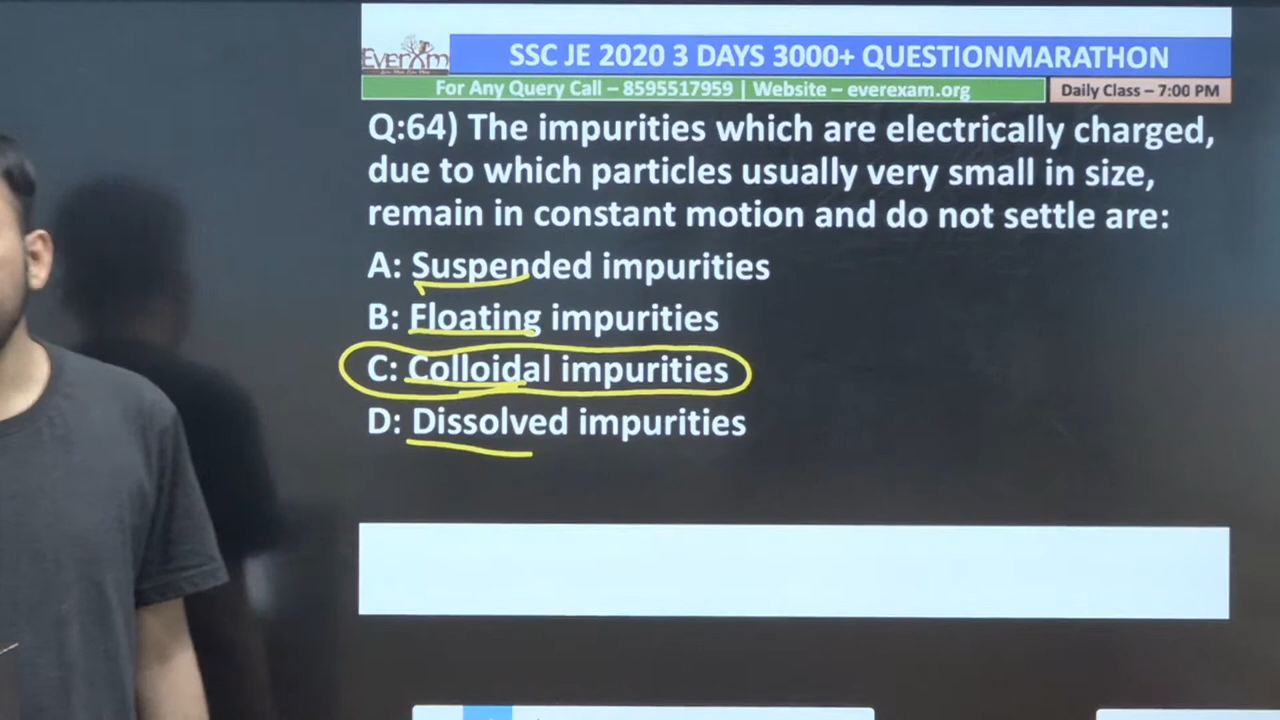 EVEREXAM
SSC JE 2020 3 DAYS 3000+ QUESTIONMARATHON
For Any Query Call – 8595517959 | Website – everexam.org
Daily Class – 7:00 PM
Q:64) The impurities which are electrically charged,
due to which particles usually very small in size,
remain in constant motion and do not settle are:
A: Suspended impurities
B: Floating impurities
C: Colloidal impurities
D: Dissolved impurities